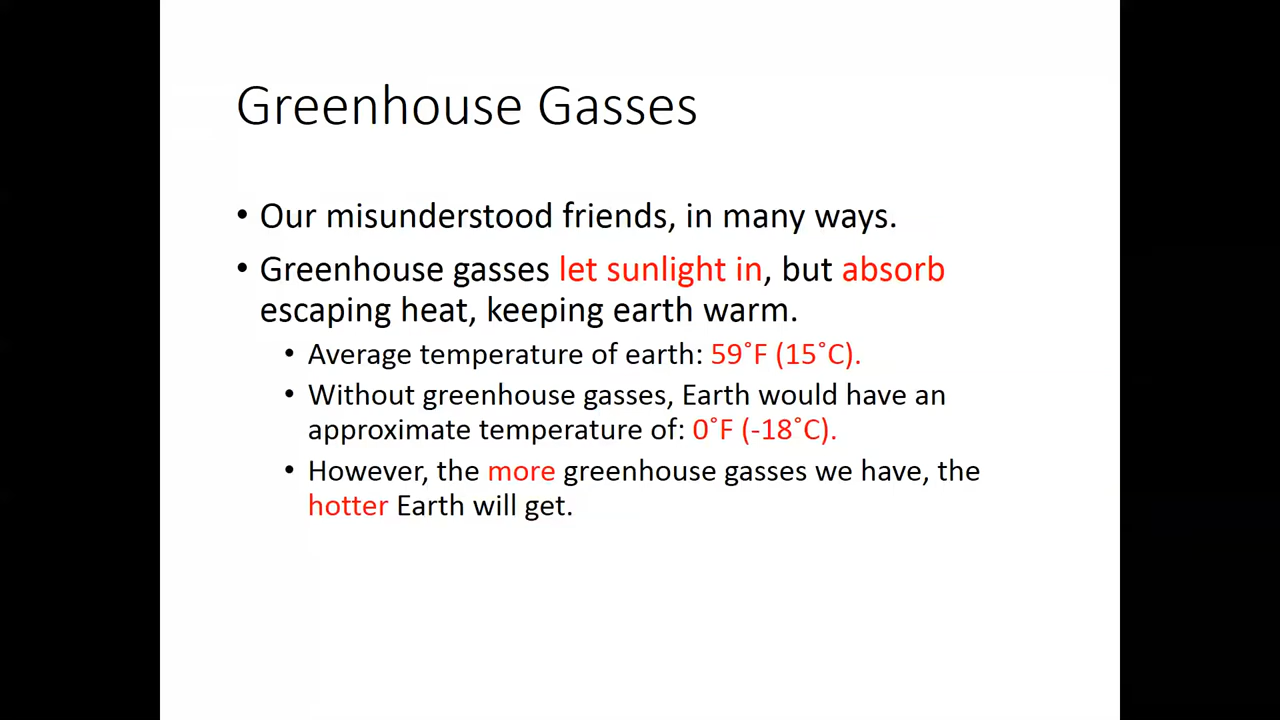 Greenhouse Gasses
• Our misunderstood friends, in many ways.
• Greenhouse gasses let sunlight in, but absorb
escaping heat, keeping earth warm.
• Average temperature of earth: 59˚F (15˚C).
• Without greenhouse gasses, Earth would have an
approximate temperature of: 0˚F (-18˚C).
• However, the more greenhouse gasses we have, the
hotter Earth will get.